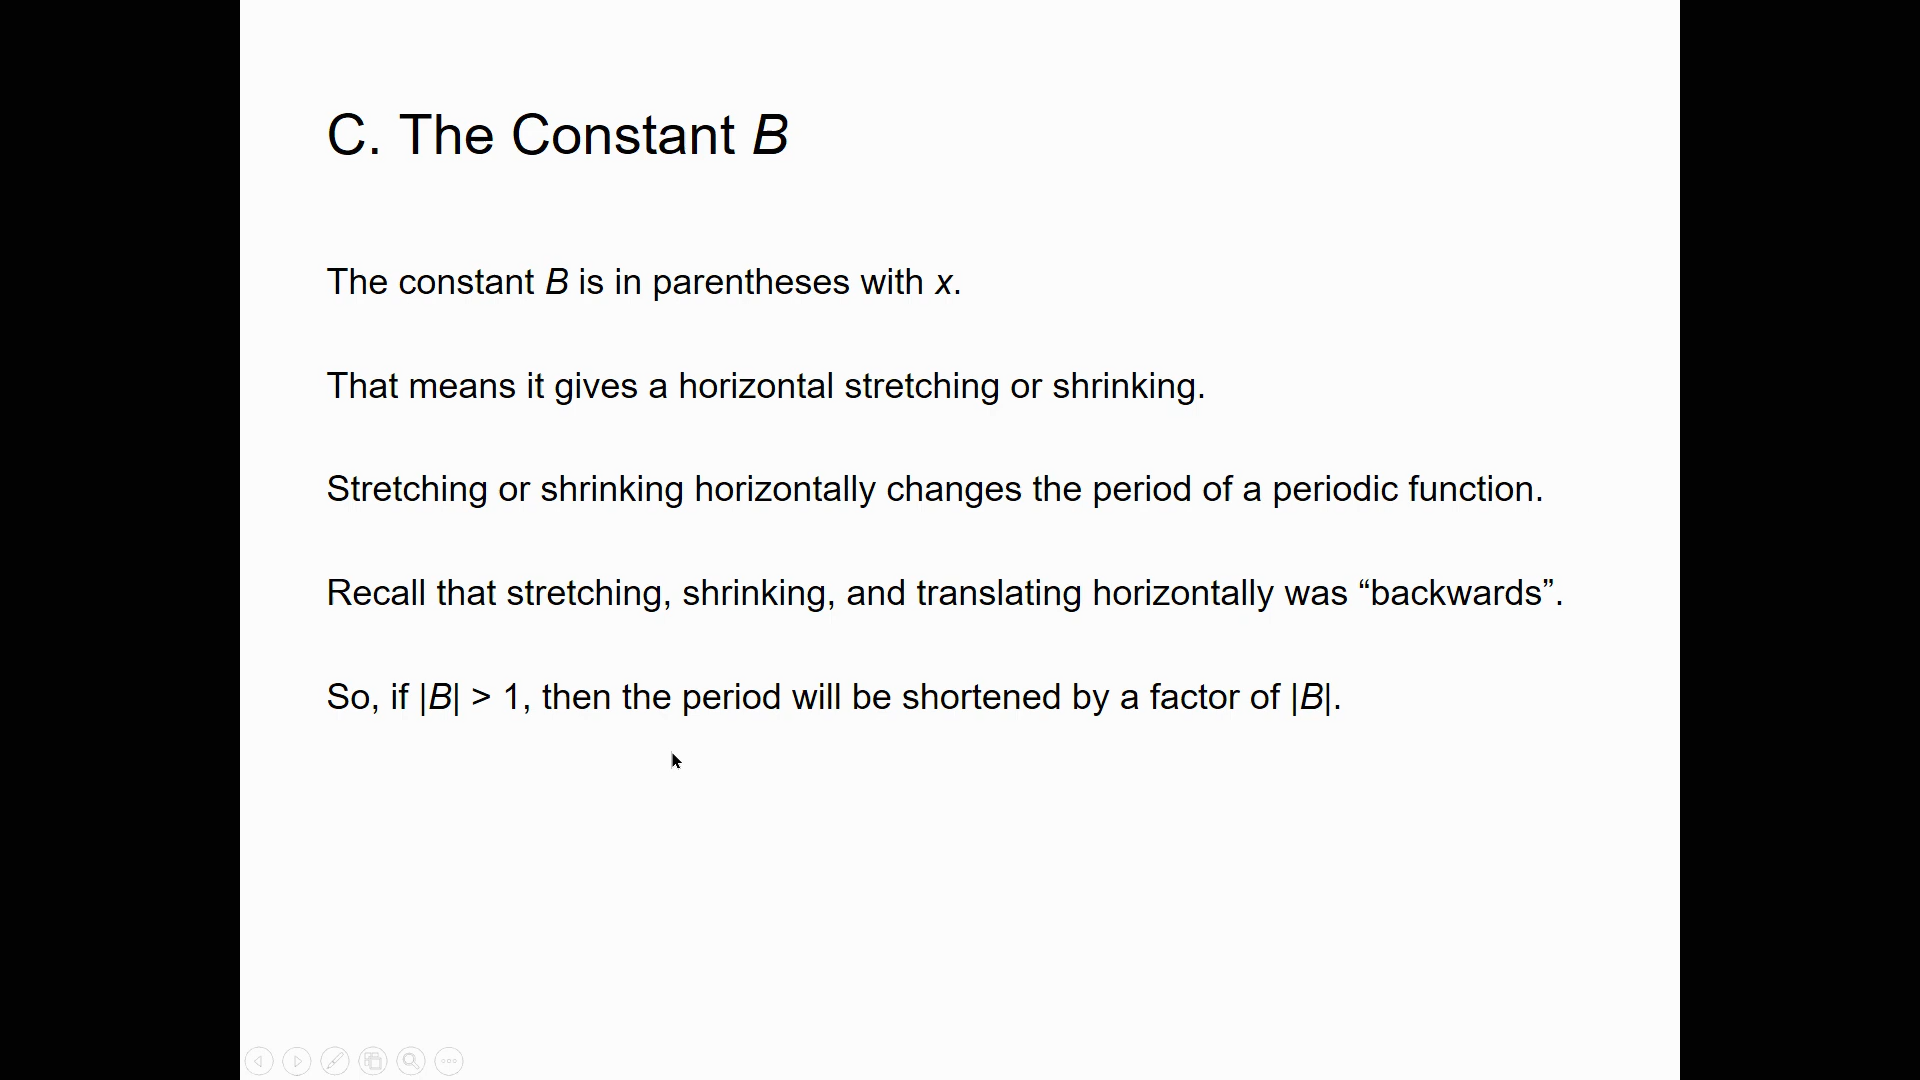 C. The Constant B
The constant B is in parentheses with x.
That means it gives a horizontal stretching or shrinking.
Stretching or shrinking horizontally changes the period of a periodic function.
Recall that stretching, shrinking, and translating horizontally was “backwards”.
So, if |B| > 1, then the period will be shortened by a factor of |B|.